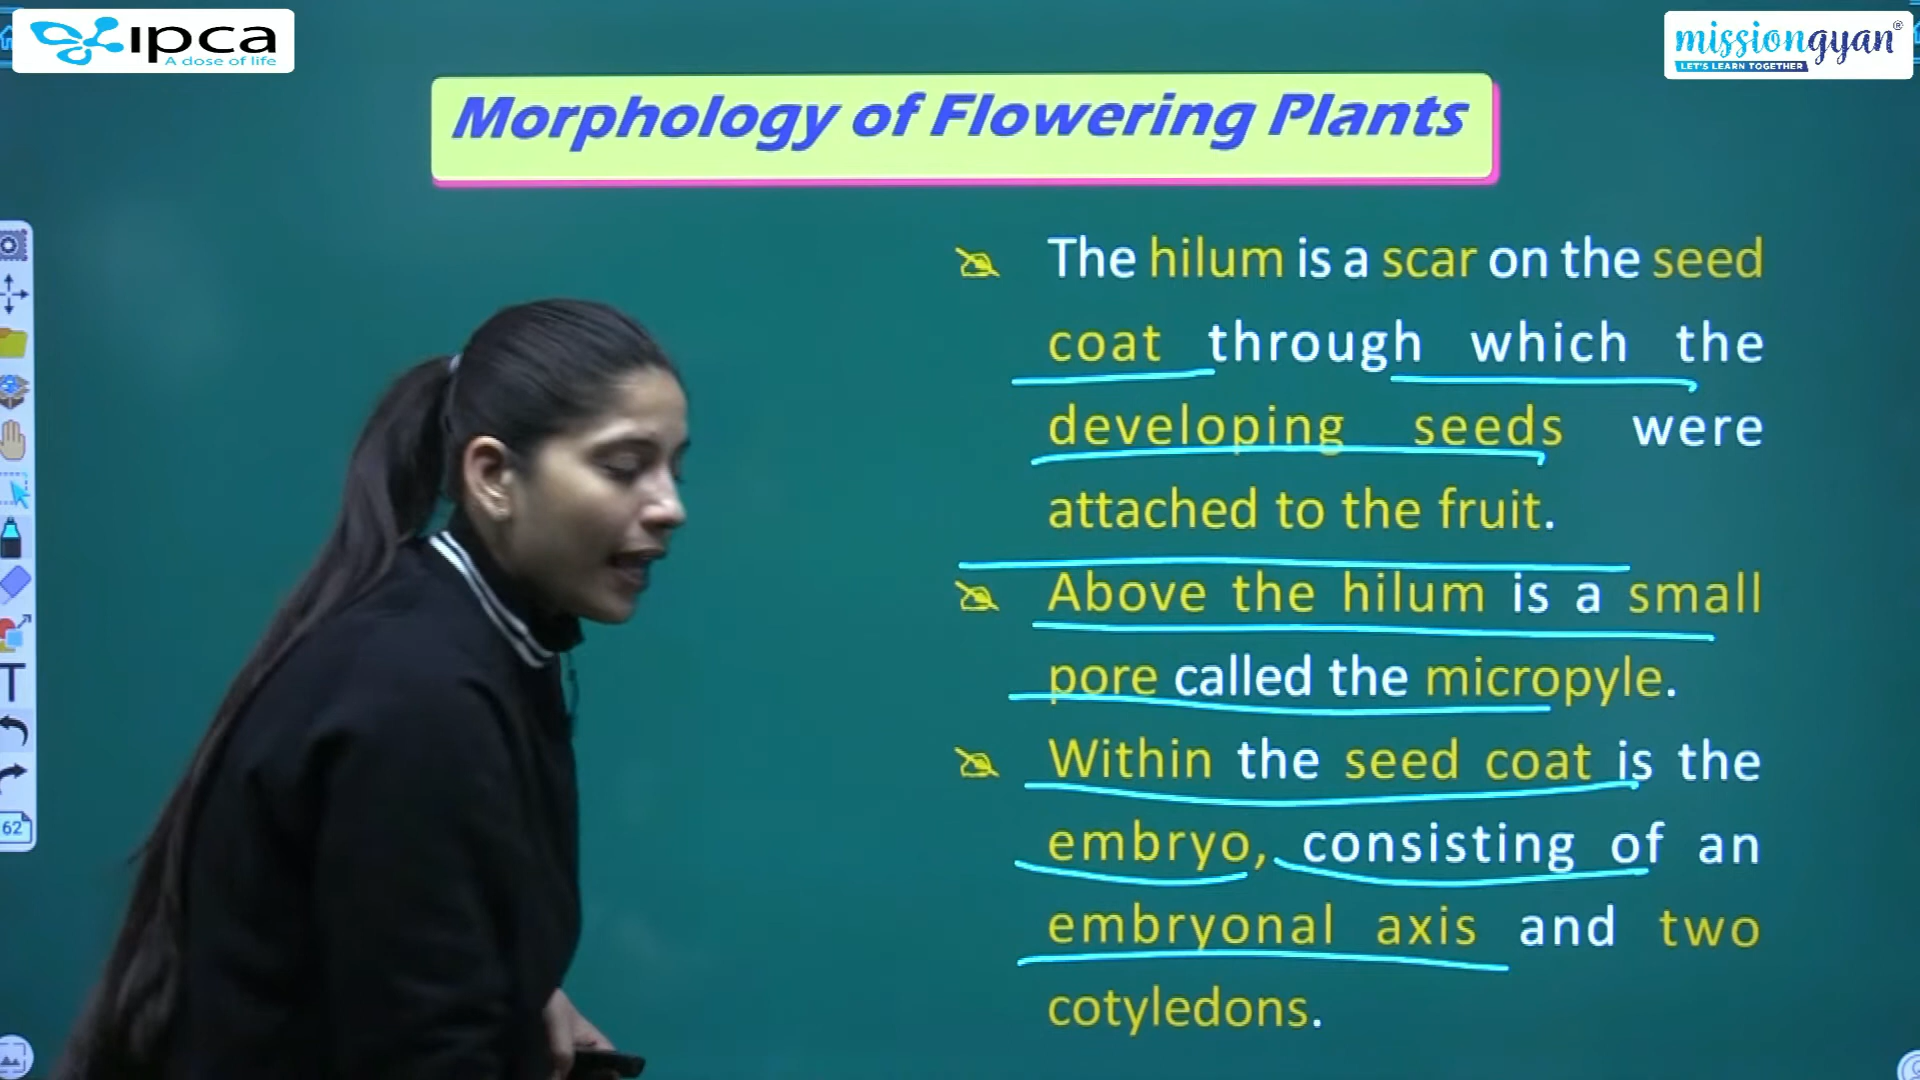 ipca
A dose of life
missiongyan®
LET'S LEARN TOGETHER
Morphology of Flowering Plants
The hilum is a scar on the seed
coat through which the
developing seeds were
attached to the fruit.
Above the hilum is a small
pore called the micropyle.
Within the seed coat is the
embryo, consisting of an
embryonal axis and two
cotyledons.
T
62